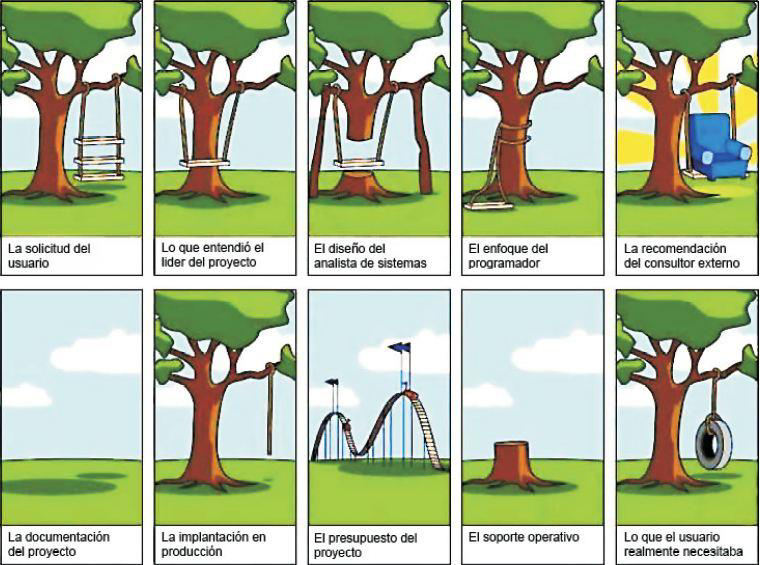 La solicitud del
usuario
Lo que entendió el
lider del proyecto
El diseño del
analista de sistemas
El enfoque del
programador
La recomendación
del consultor externo
La documentación
del proyecto
La implantación en
producción
El presupuesto del
proyecto
El soporte operativo
Lo que el usuario
realmente necesitaba